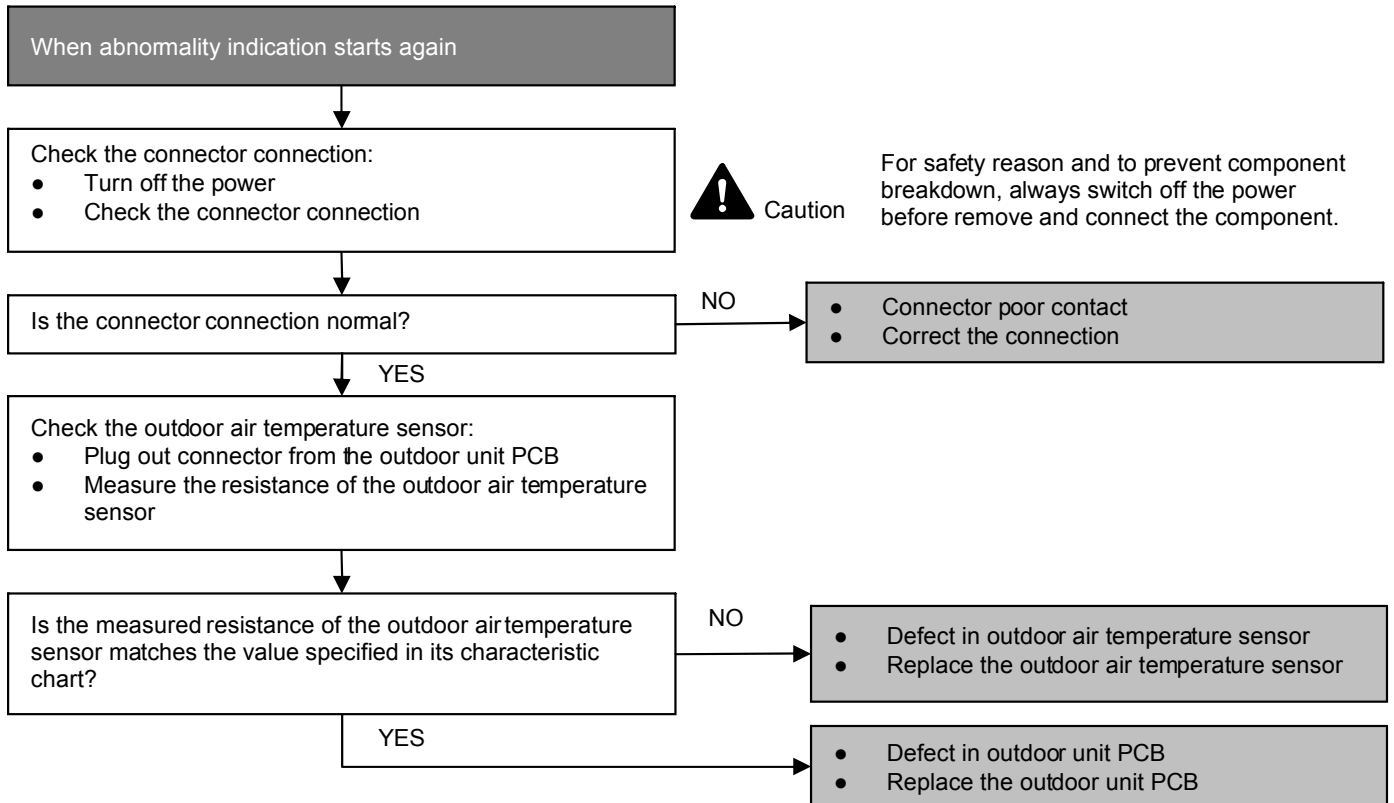 When abnormality indication starts again
Check the connector connection:
● Turn off the power
● Check the connector connection
Caution
For safety reason and to prevent component
breakdown, always switch off the power
before remove and connect the component.
Is the connector connection normal?
NO
● Connector poor contact
● Correct the connection
YES
Check the outdoor air temperature sensor:
● Plug out connector from the outdoor unit PCB
● Measure the resistance of the outdoor air temperature
sensor
Is the measured resistance of the outdoor air temperature
sensor matches the value specified in its characteristic
chart?
NO
● Defect in outdoor air temperature sensor
● Replace the outdoor air temperature sensor
YES
● Defect in outdoor unit PCB
● Replace the outdoor unit PCB